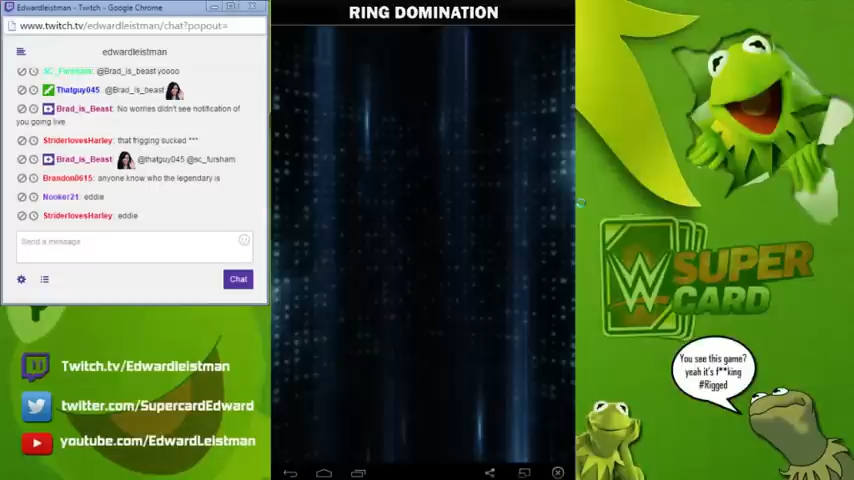 Edwardleistman - Twitch - Google Chrome
www.twitch.tv/edwardleistman/chat?popout=
edwardleistman
SC_Fursham: @Brad_is_beast yoooo
Thatguy045: @Brad_is_beast
Brad_is_Beast: No worries didn't see notification of
you going live
StriderlovesHarley: that frigging sucked ***
Brad_is_Beast: @thatguy045 @sc_fursham
Brandon0615: anyone know who the legendary is
Nooker21: eddie
StriderlovesHarley: eddie
Send a message
Chat
Twitch.tv/Edwardleistman
twitter.com/SupercardEdward
youtube.com/EdwardLeistman
RING DOMINATION
W
SUPER
CARD
You see this game?
yeah it's f**king
#Rigged